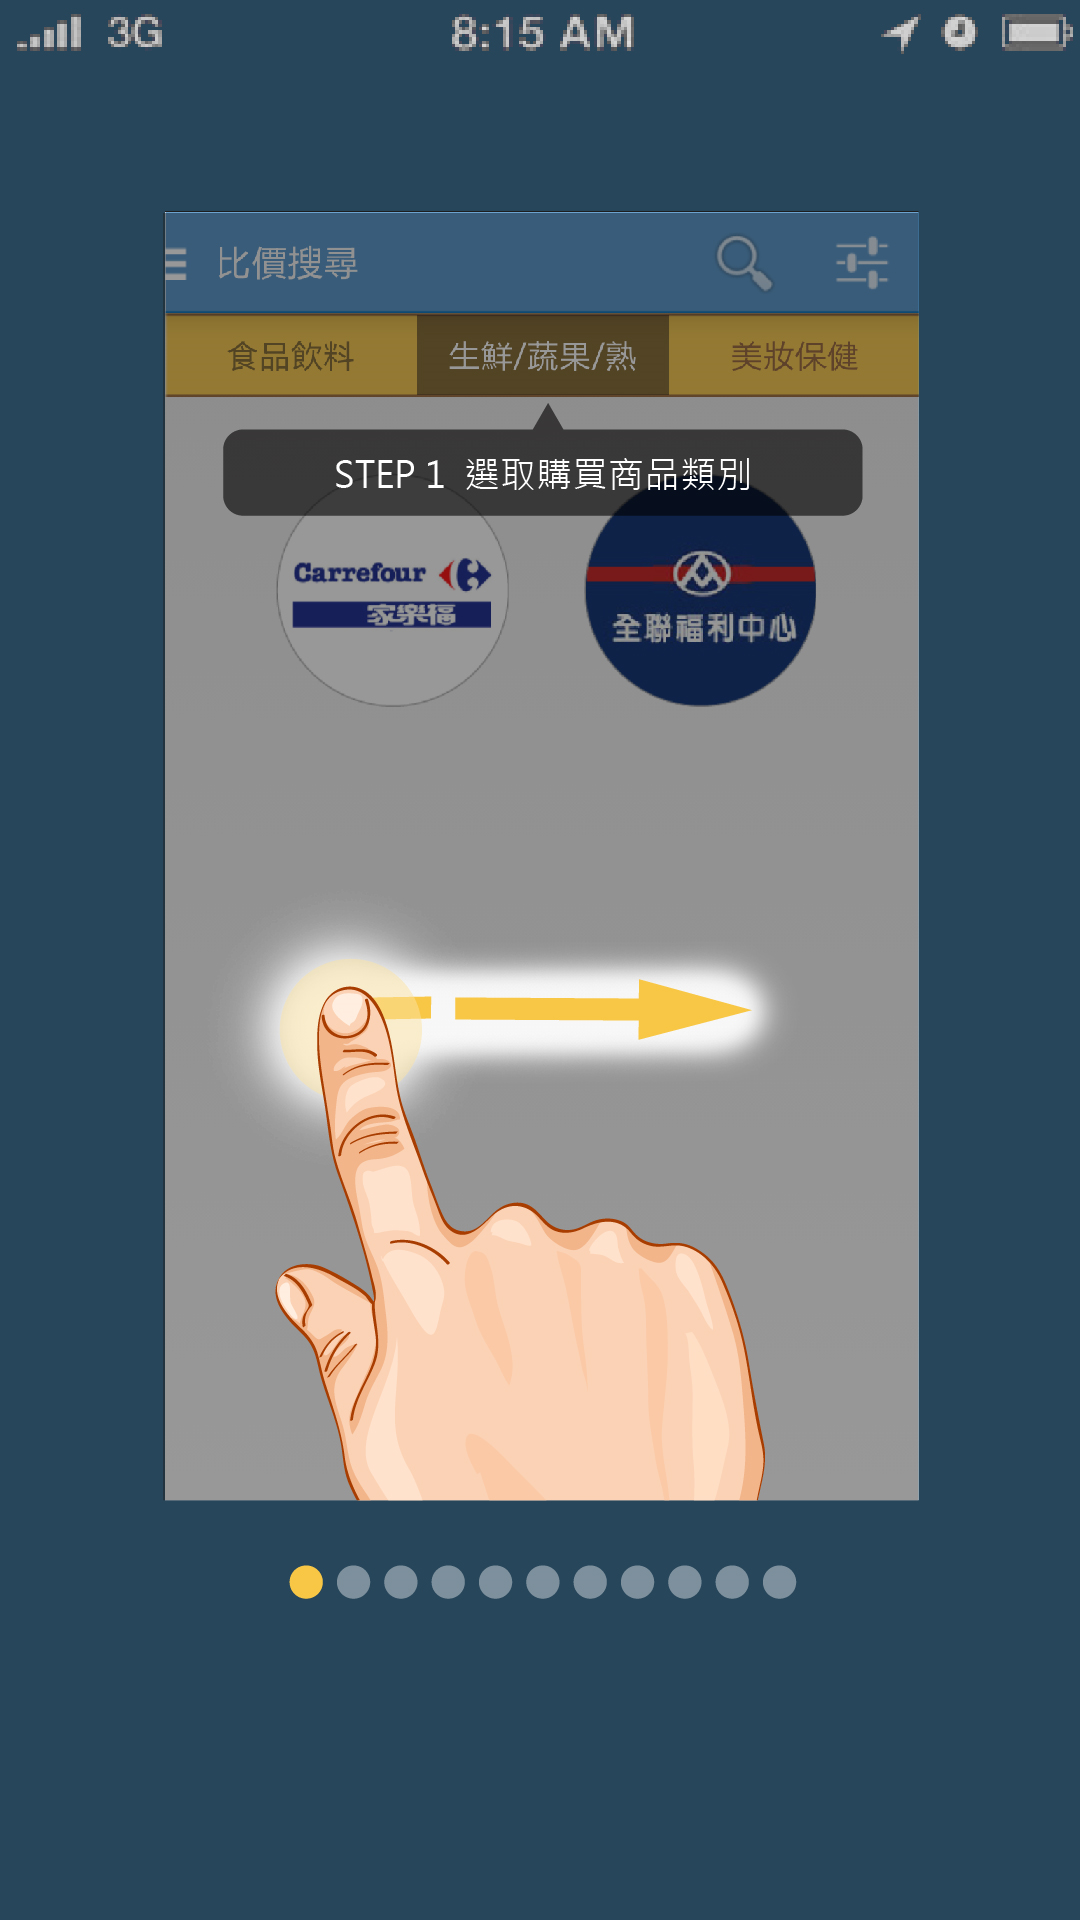 3G 8:15 AM
比價搜尋
食品飲料 生鮮/蔬果/熟 美妝保健
STEP 1 選取購買商品類別
Carrefour
家樂福
全聯福利中心